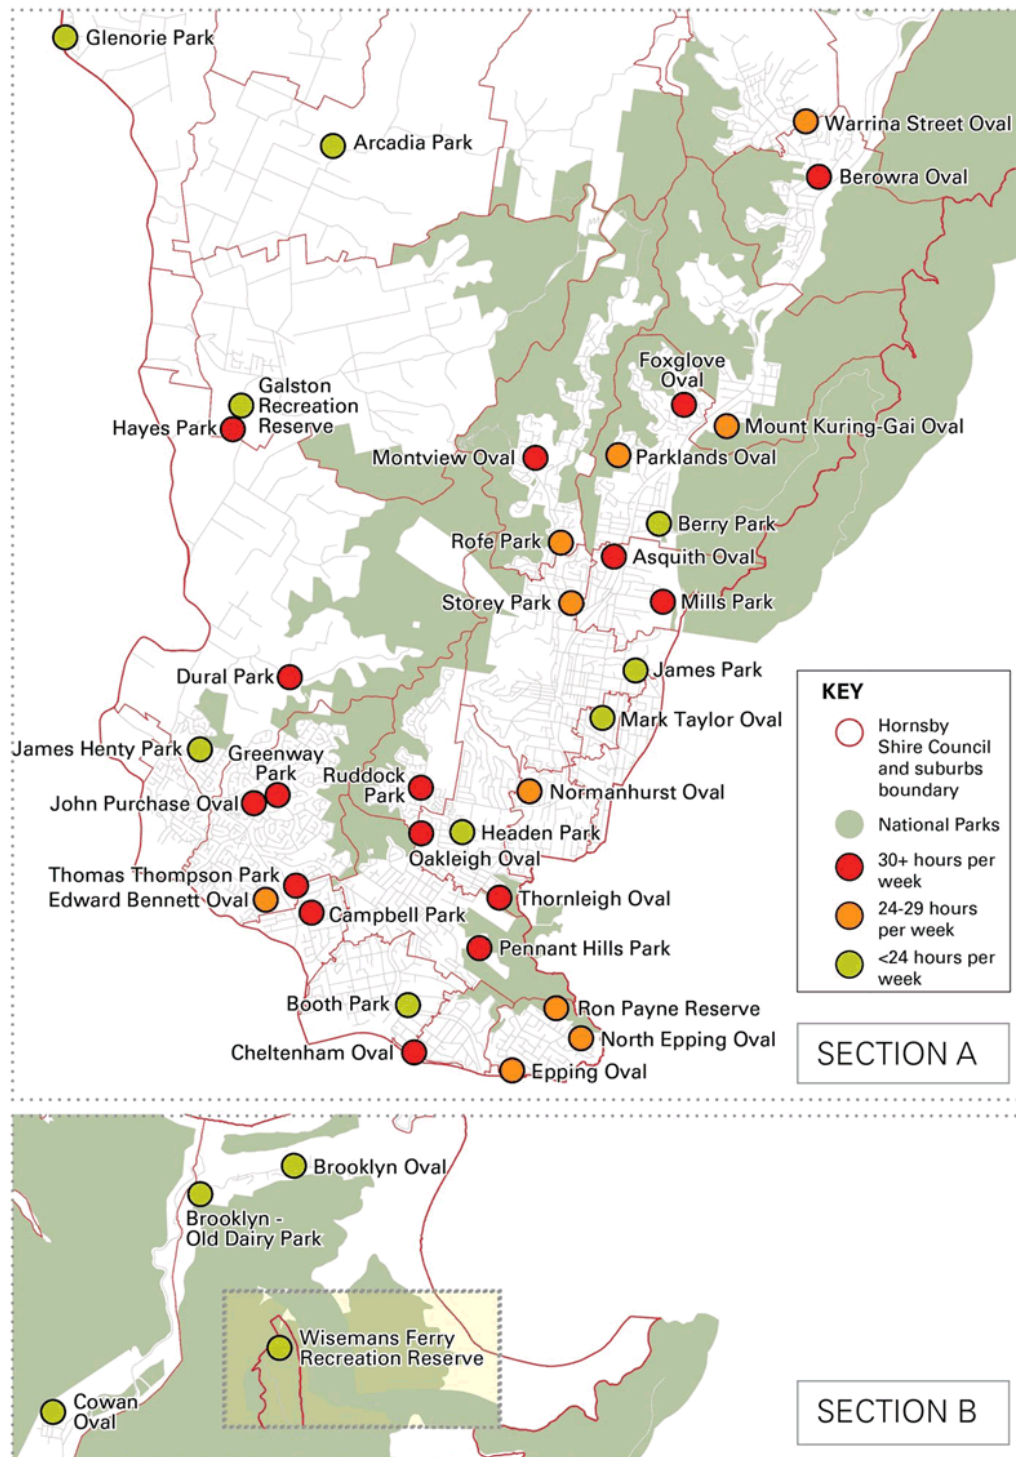 Glenorie Park
Arcadia Park
Warrina Street Oval
Berowra Oval
Foxglove
Oval
Galston
Recreation
Reserve
Hayes Park
Mount Kuring-Gai Oval
Montview Oval
Parklands Oval
Berry Park
Rofe Park
Asquith Oval
Storey Park
Mills Park
James Park
Dural Park
Mark Taylor Oval
James Henty Park
Greenway
Park
Ruddock
Park
John Purchase Oval
Normanhurst Oval
Headen Park
Oakleigh Oval
Thomas Thompson Park
Edward Bennett Oval
Campbell Park
Thornleigh Oval
Pennant Hills Park
Booth Park
Ron Payne Reserve
North Epping Oval
Cheltenham Oval
Epping Oval
KEY
Hornsby
Shire Council
and suburbs
boundary
National Parks
30+ hours per
week
24-29 hours
per week
<24 hours per
week
SECTION A
Brooklyn Oval
Brooklyn -
Old Dairy Park
Wisemans Ferry
Recreation Reserve
Cowan
Oval
SECTION B